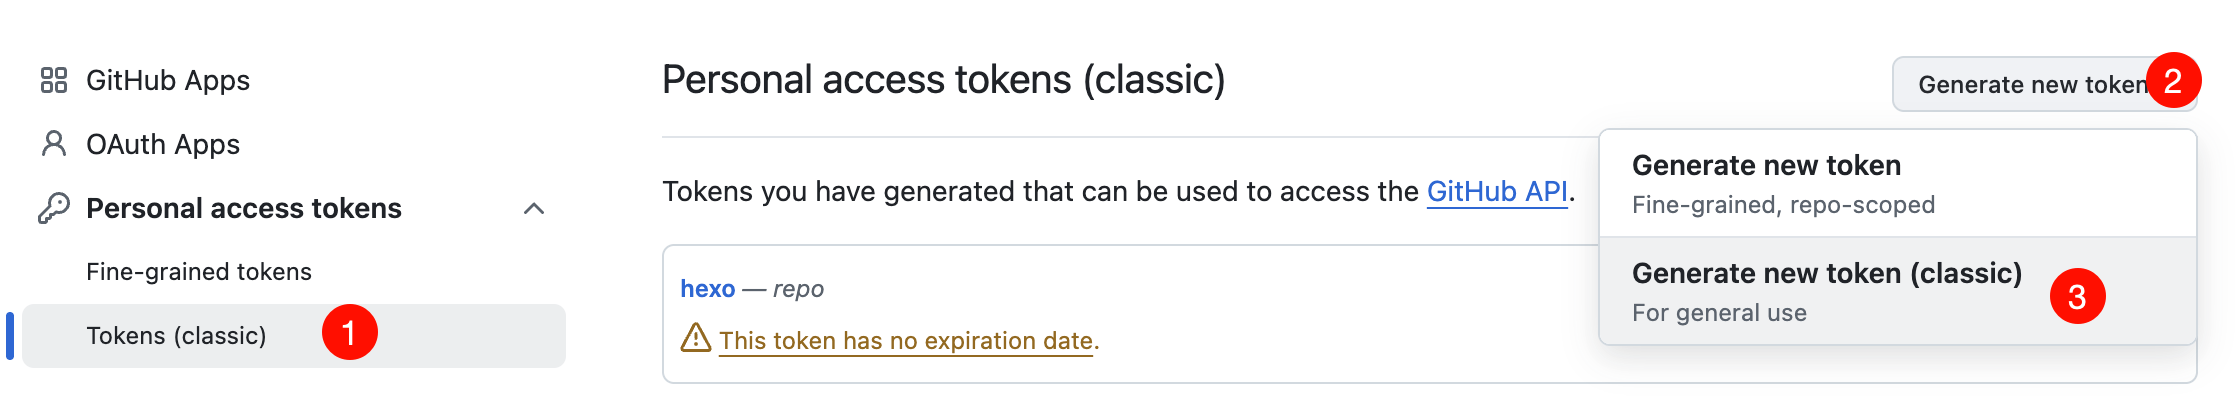 GitHub Apps
OAuth Apps
Personal access tokens
Fine-grained tokens
Tokens (classic)
1
Personal access tokens (classic)
Generate new token
2
Tokens you have generated that can be used to access the GitHub API.
Generate new token
Fine-grained, repo-scoped
Generate new token (classic)
For general use
3
hexo — repo
This token has no expiration date.